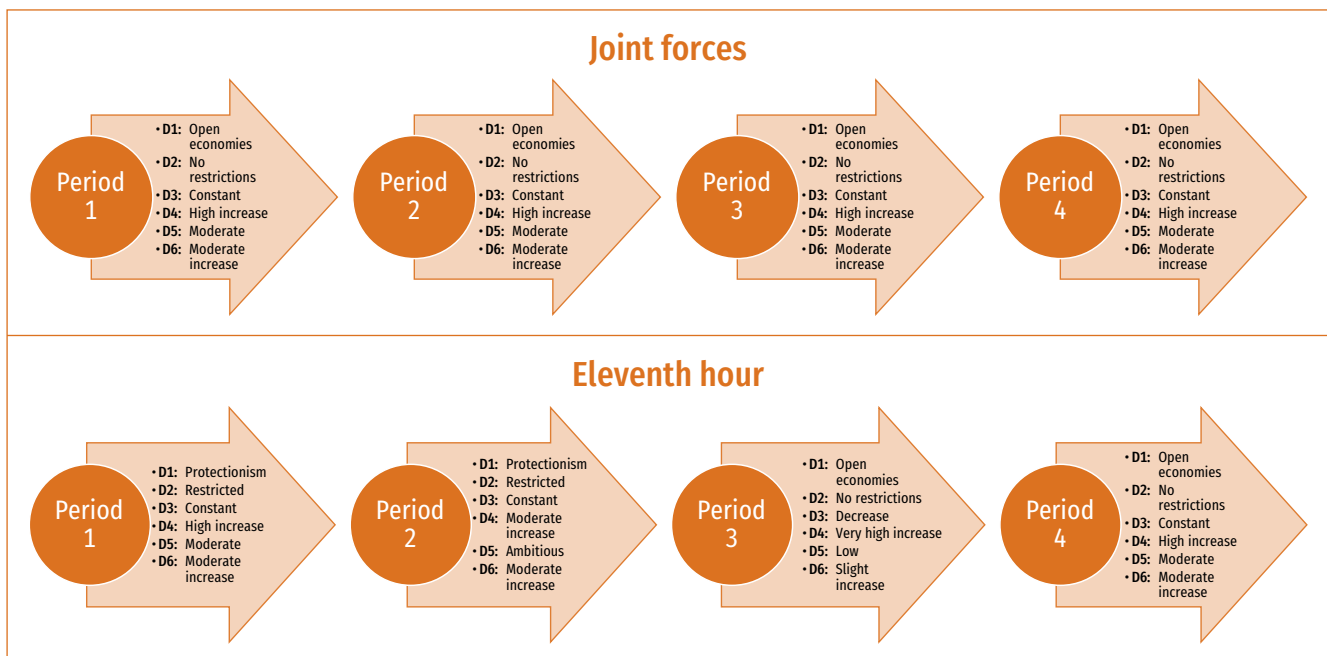 Joint forces
Period
1
• D1: Open
economies
• D2: No
restrictions
• D3: Constant
• D4: High increase
• D5: Moderate
• D6: Moderate
increase
Period
2
• D1: Open
economies
• D2: No
restrictions
• D3: Constant
• D4: High increase
• D5: Moderate
• D6: Moderate
increase
Period
3
• D1: Open
economies
• D2: No
restrictions
• D3: Constant
• D4: High increase
• D5: Moderate
• D6: Moderate
increase
Period
4
• D1: Open
economies
• D2: No
restrictions
• D3: Constant
• D4: High increase
• D5: Moderate
• D6: Moderate
increase
Eleventh hour
Period
1
• D1: Protectionism
• D2: Restricted
• D3: Constant
• D4: High increase
• D5: Moderate
• D6: Moderate
increase
Period
2
• D1: Protectionism
• D2: Restricted
• D3: Constant
• D4: Moderate
increase
• D5: Ambitious
• D6: Moderate
increase
Period
3
• D1: Open
economies
• D2: No restrictions
• D3: Decrease
• D4: Very high increase
• D5: Low
• D6: Slight
increase
Period
4
• D1: Open
economies
• D2: No
restrictions
• D3: Constant
• D4: High increase
• D5: Moderate
• D6: Moderate
increase